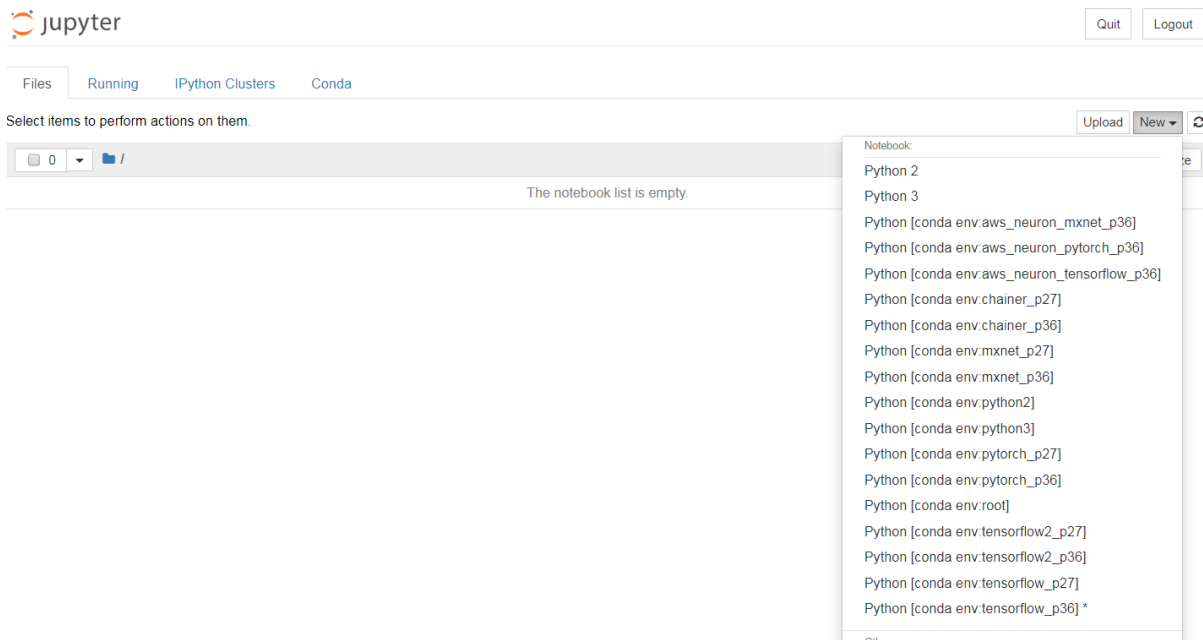 jupyter
Quit Logout
Files Running IPython Clusters Conda
Select items to perform actions on them.
Upload New
0 /
The notebook list is empty.
Notebook:
Python 2
Python 3
Python [conda env:aws_neuron_mxnet_p36]
Python [conda env:aws_neuron_pytorch_p36]
Python [conda env:aws_neuron_tensorflow_p36]
Python [conda env:chainer_p27]
Python [conda env:chainer_p36]
Python [conda env:mxnet_p27]
Python [conda env:mxnet_p36]
Python [conda env:python2]
Python [conda env:python3]
Python [conda env:pytorch_p27]
Python [conda env:pytorch_p36]
Python [conda env:root]
Python [conda env:tensorflow2_p27]
Python [conda env:tensorflow2_p36]
Python [conda env:tensorflow_p27]
Python [conda env:tensorflow_p36] *